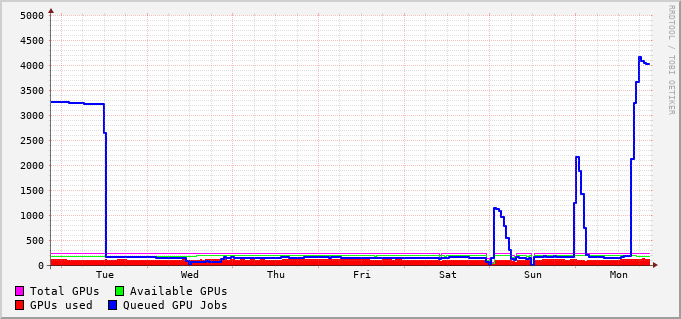 RRDTOOL / TOBI OETIKER
5000
4500
4000
3500
3000
2500
2000
1500
1000
500
0
Tue Wed Thu Fri Sat Sun Mon
Total GPUs Available GPUs
GPUs used Queued GPU Jobs